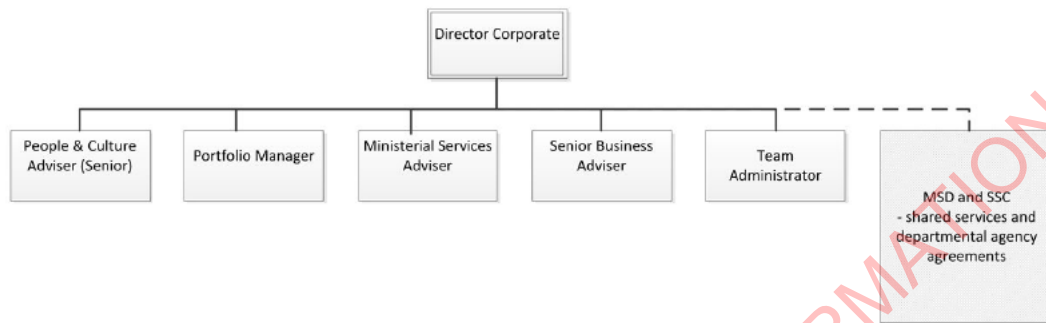 Director Corporate
People & Culture
Adviser (Senior)
Portfolio Manager
Ministerial Services
Adviser
Senior Business
Adviser
Team
Administrator
MSD and SSC
- shared services and
departmental agency
agreements